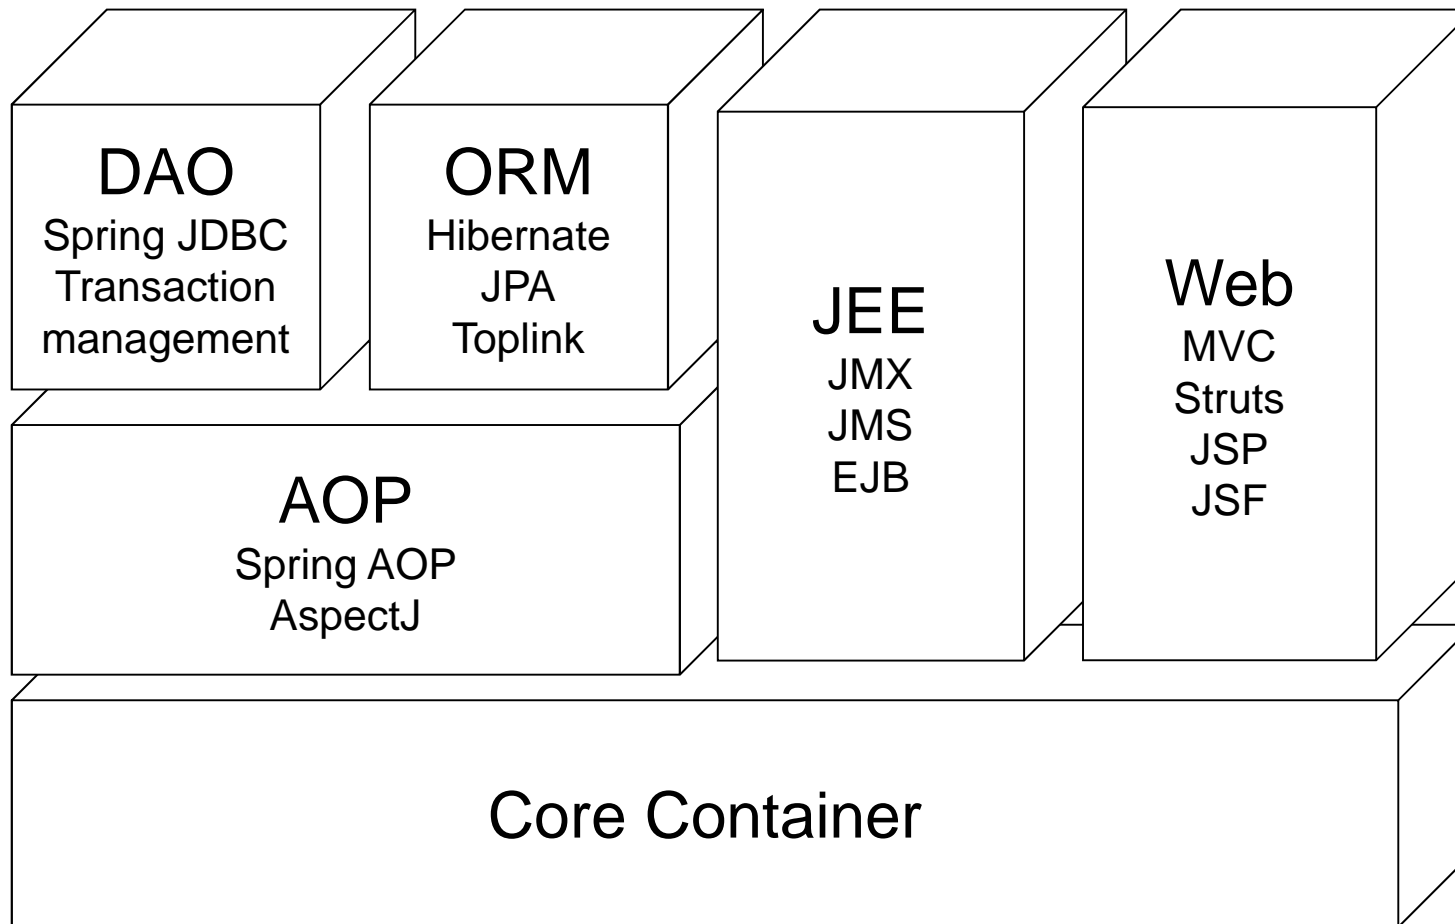 DAO
Spring JDBC
Transaction
management
ORM
Hibernate
JPA
Toplink
JEE
JMX
JMS
EJB
Web
MVC
Struts
JSP
JSF
AOP
Spring AOP
AspectJ
Core Container